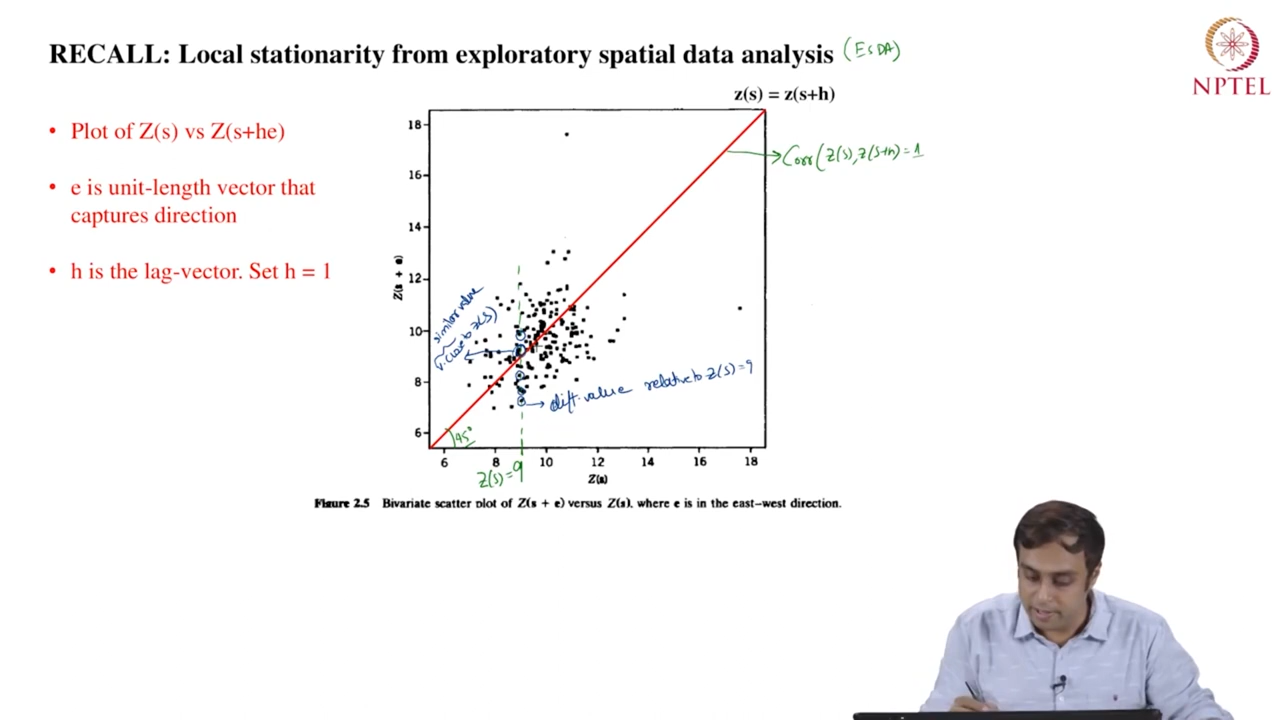 RECALL: Local stationarity from exploratory spatial data analysis (ESDA)
NPTEL
• Plot of Z(s) vs Z(s+he)
• e is unit-length vector that
captures direction
• h is the lag-vector. Set h = 1
z(s) = z(s+h)
Corr(Z(s), Z(s+h) = 1
18
16
14
12
10
8
6
Z(s + e)
similar value
(v. close to Z(s))
diff. value relative to Z(s)=9
45°
6 8 10 12 14 16 18
Z(s)=9
Z(s)
Figure 2.5 Bivariate scatter plot of Z(s + e) versus Z(s), where e is in the east–west direction.